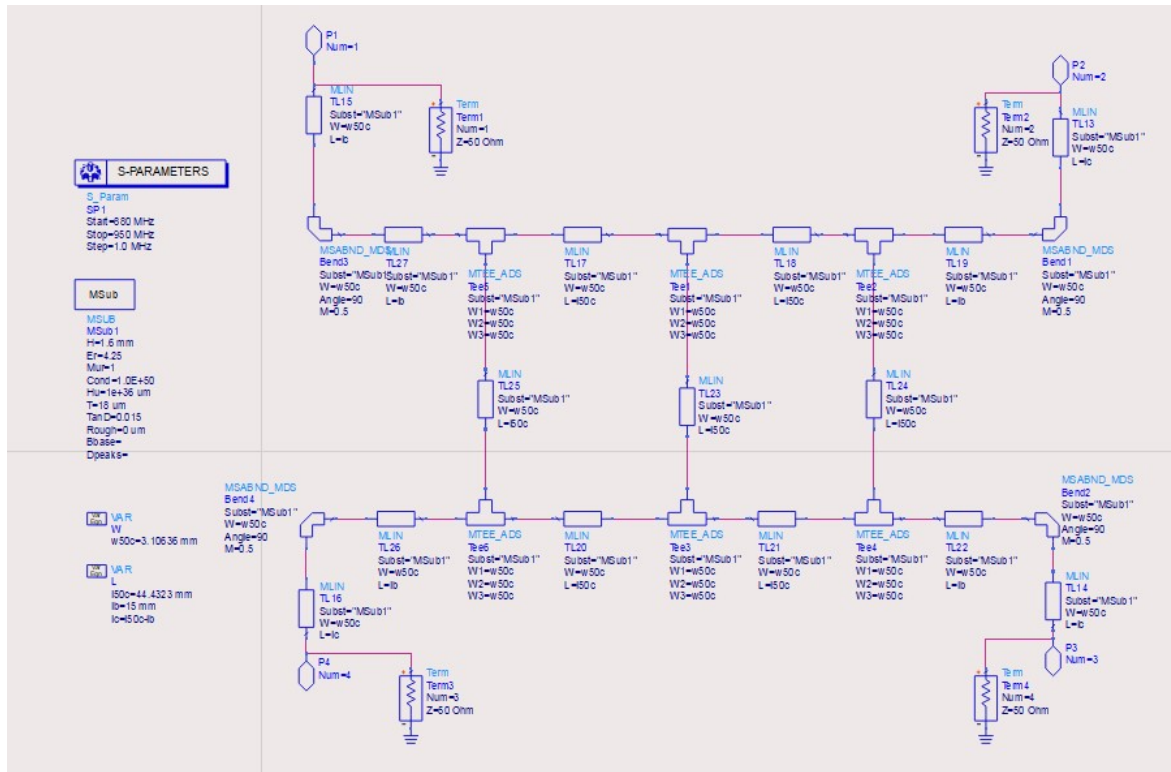 P1
Num=1
MLIN
TL15
Subst="MSub1"
W=w50c
L=lb
Term
Term1
Num=1
Z=50 Ohm
P2
Num=2
Term
Term2
Num=2
Z=50 Ohm
MLIN
TL13
Subst="MSub1"
W=w50c
L=lc
S-PARAMETERS
S_Param
SP1
Start=880 MHz
Stop=950 MHz
Step=1.0 MHz
MSub
MSUB
MSub1
H=1.6 mm
Er=4.25
Mur=1
Cond=1.0E+50
Hu=1e+36 um
T=18 um
TanD=0.015
Rough=0 um
Bbase=
Dpeaks=
Var
Eqn
VAR
W
w50c=3.10636 mm
Var
Eqn
VAR
L
l50c=44.4323 mm
lb=15 mm
lc=l50c-lb
MSABND_MDS
Bend3
Subst="MSub1"
W=w50c
Angle=90
M=0.5
MLIN
TL27
Subst="MSub1"
W=w50c
L=lb
MTEE_ADS
Tee5
Subst="MSub1"
W1=w50c
W2=w50c
W3=w50c
MLIN
TL17
Subst="MSub1"
W=w50c
L=l50c
MTEE_ADS
Tee1
Subst="MSub1"
W1=w50c
W2=w50c
W3=w50c
MLIN
TL18
Subst="MSub1"
W=w50c
L=l50c
MTEE_ADS
Tee2
Subst="MSub1"
W1=w50c
W2=w50c
W3=w50c
MLIN
TL19
Subst="MSub1"
W=w50c
L=lb
MSABND_MDS
Bend1
Subst="MSub1"
W=w50c
Angle=90
M=0.5
MLIN
TL25
Subst="MSub1"
W=w50c
L=l50c
MLIN
TL23
Subst="MSub1"
W=w50c
L=l50c
MLIN
TL24
Subst="MSub1"
W=w50c
L=l50c
MSABND_MDS
Bend4
Subst="MSub1"
W=w50c
Angle=90
M=0.5
MLIN
TL26
Subst="MSub1"
W=w50c
L=lb
MTEE_ADS
Tee6
Subst="MSub1"
W1=w50c
W2=w50c
W3=w50c
MLIN
TL20
Subst="MSub1"
W=w50c
L=l50c
MTEE_ADS
Tee3
Subst="MSub1"
W1=w50c
W2=w50c
W3=w50c
MLIN
TL21
Subst="MSub1"
W=w50c
L=l50c
MTEE_ADS
Tee4
Subst="MSub1"
W1=w50c
W2=w50c
W3=w50c
MLIN
TL22
Subst="MSub1"
W=w50c
L=lb
MSABND_MDS
Bend2
Subst="MSub1"
W=w50c
Angle=90
M=0.5
MLIN
TL16
Subst="MSub1"
W=w50c
L=lc
P4
Num=4
Term
Term3
Num=3
Z=50 Ohm
MLIN
TL14
Subst="MSub1"
W=w50c
L=lc
P3
Num=3
Term
Term4
Num=4
Z=50 Ohm